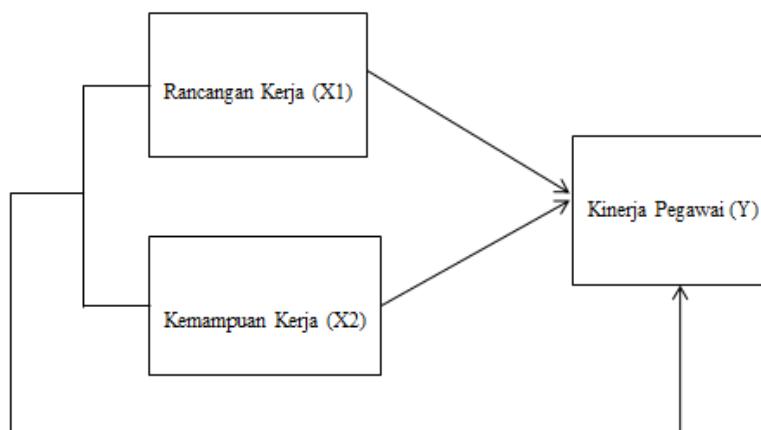 Rancangan Kerja (X1)
Kinerja Pegawai (Y)
Kemampuan Kerja (X2)